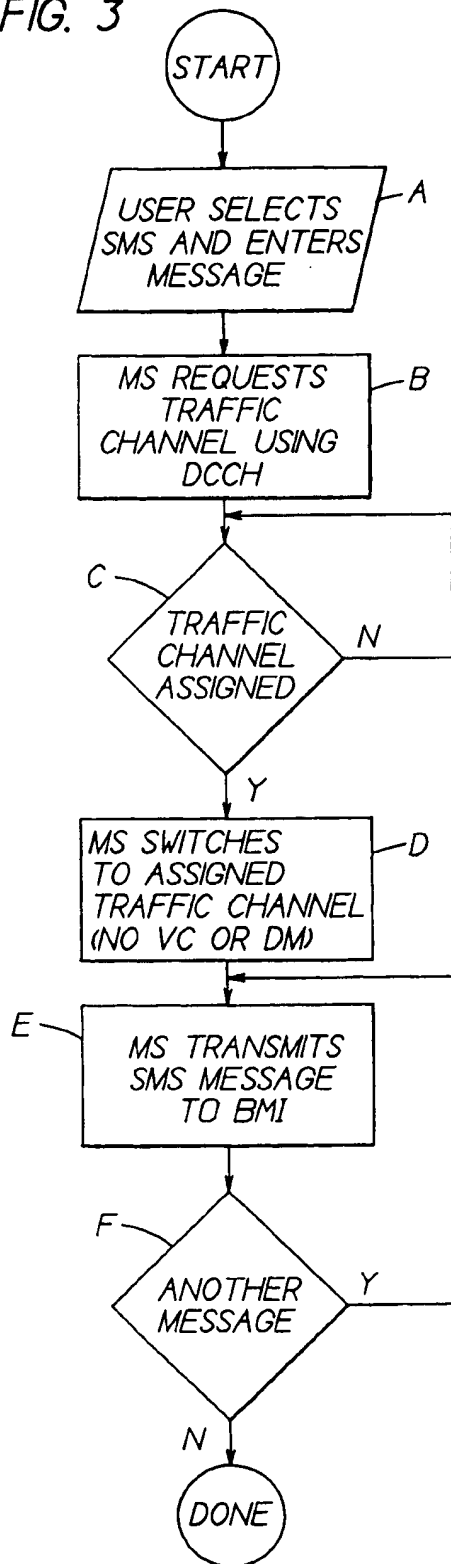 FIG. 3
START
A
USER SELECTS
SMS AND ENTERS
MESSAGE
B
MS REQUESTS
TRAFFIC
CHANNEL USING
DCCH
C
TRAFFIC
CHANNEL
ASSIGNED
N
Y
D
MS SWITCHES
TO ASSIGNED
TRAFFIC CHANNEL
(NO VC OR DM)
E
MS TRANSMITS
SMS MESSAGE
TO BMI
F
ANOTHER
MESSAGE
Y
N
DONE